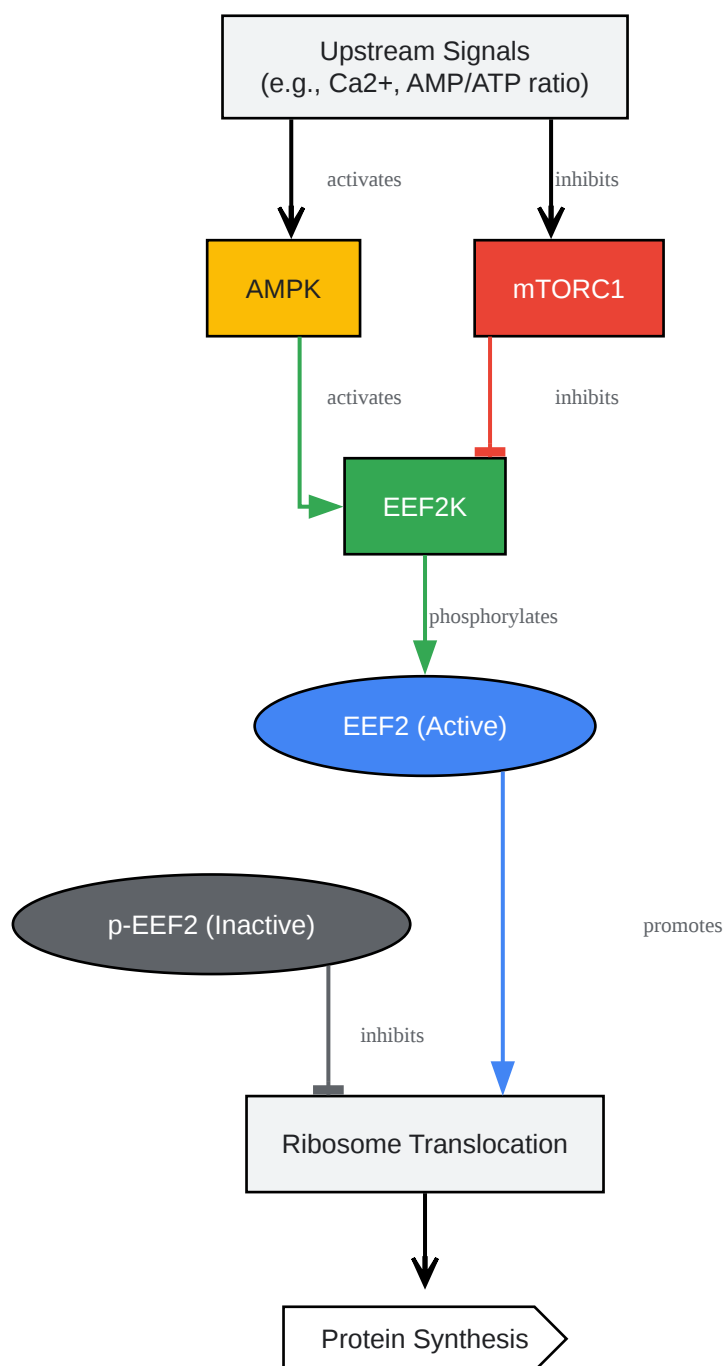 Upstream Signals
(e.g., Ca2+, AMP/ATP ratio)
activates
inhibits
AMPK
mTORC1
activates
inhibits
EEF2K
phosphorylates
EEF2 (Active)
p-EEF2 (Inactive)
promotes
inhibits
Ribosome Translocation
Protein Synthesis